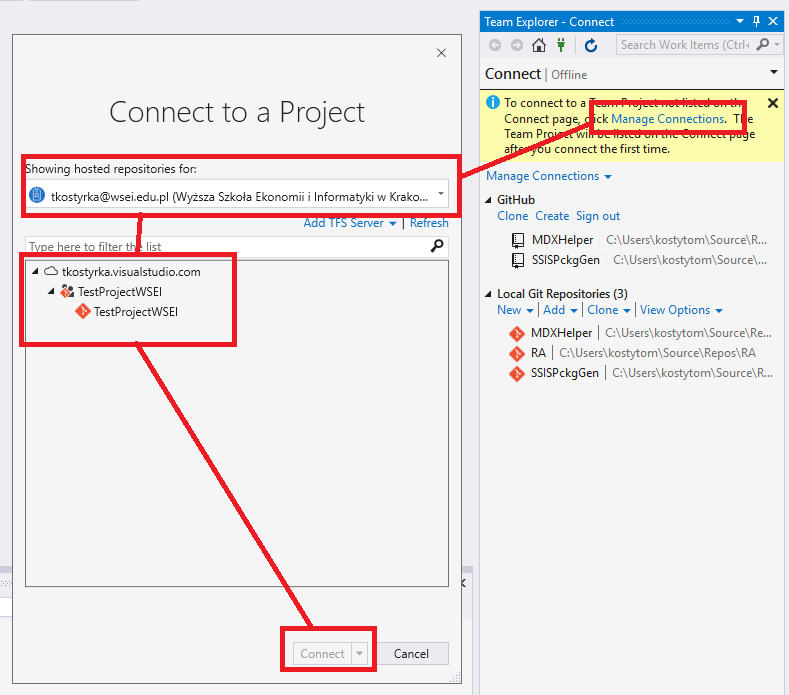 Connect to a Project
Showing hosted repositories for:
tkostyrka@wsei.edu.pl (Wyższa Szkoła Ekonomii i Informatyki w Krako...
Add TFS Server | Refresh
Type here to filter the list
tkostyrka.visualstudio.com
TestProjectWSEI
TestProjectWSEI
Connect
Cancel
Team Explorer - Connect
Search Work Items (Ctrl+
Connect | Offline
To connect to a Team Project not listed on the
Connect page, click Manage Connections. The
Team Project will be listed on the Connect page
after you connect the first time.
Manage Connections
GitHub
Clone Create Sign out
MDXHelper C:\Users\kostytom\Source\R...
SSISPckgGen C:\Users\kostytom\Source\...
Local Git Repositories (3)
New | Add | Clone | View Options
MDXHelper | C:\Users\kostytom\Source\Re...
RA | C:\Users\kostytom\Source\Repos\RA
SSISPckgGen | C:\Users\kostytom\Source\R...